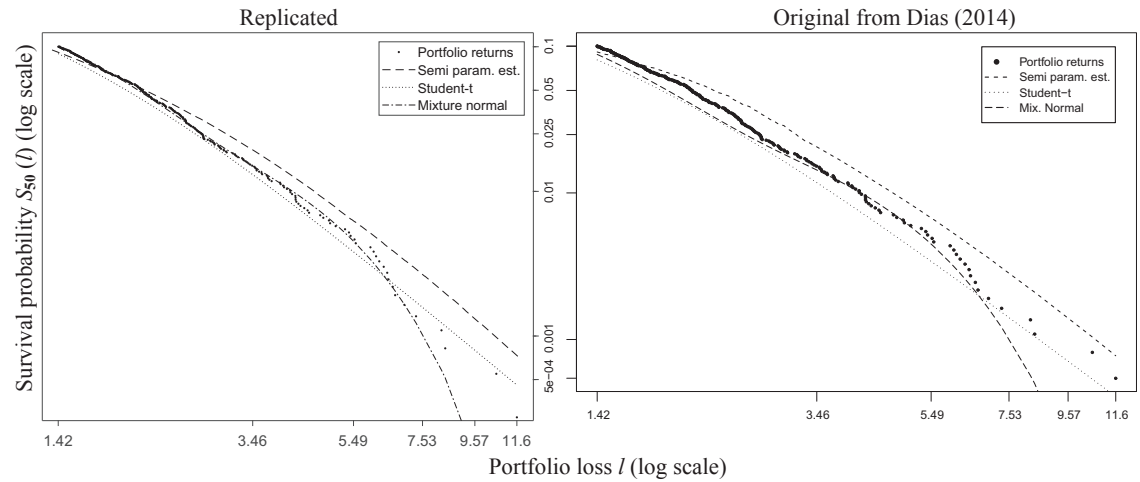 Replicated
Original from Dias (2014)
Survival probability S50 (l) (log scale)
Portfolio returns
Semi param. est.
Student-t
Mixture normal
0.1
0.05
0.025
0.01
0.001
5e−04
1.42
3.46
5.49
7.53
9.57
11.6
Portfolio returns
Semi param. est.
Student−t
Mix. Normal
1.42
3.46
5.49
7.53
9.57
11.6
Portfolio loss l (log scale)